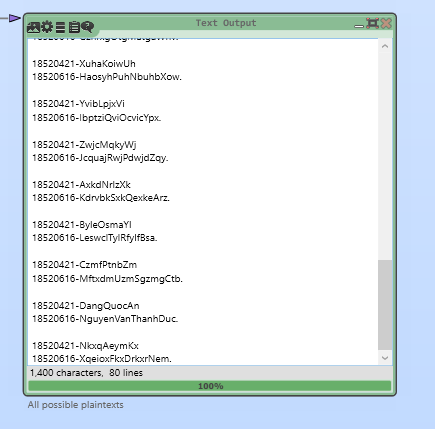 Text Output
18520421-XuhaKoiwUh
18520616-HaosyhPuhNbuhbXow.
18520421-YvibLpjxVi
18520616-IbptziQviOcvicYpx.
18520421-ZwjcMqkyWj
18520616-JcqujaRwjPdwjdZqy.
18520421-AxkdNrlzXk
18520616-KdrvbkSxkQexkeArz.
18520421-ByleOsmaYl
18520616-LeswclTylRfylfBsa.
18520421-CzmfPtnbZm
18520616-MftxdmUzmSgzmgCtb.
18520421-DangQuocAn
18520616-NguyenVanThanhDuc.
18520421-NkxqAeymKx
18520616-XqeioxFkxDrkxrNem.
1,400 characters, 80 lines
100%
All possible plaintexts